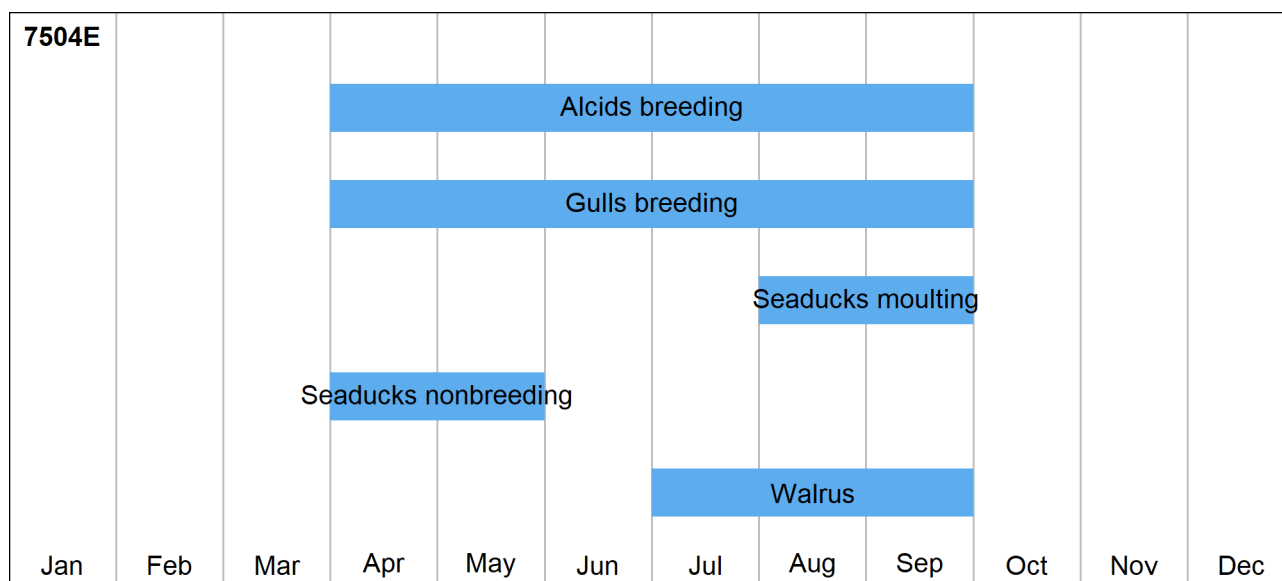 7504E
Alcids breeding
Gulls breeding
Seaducks moulting
Seaducks nonbreeding
Walrus
Jan Feb Mar Apr May Jun Jul Aug Sep Oct Nov Dec